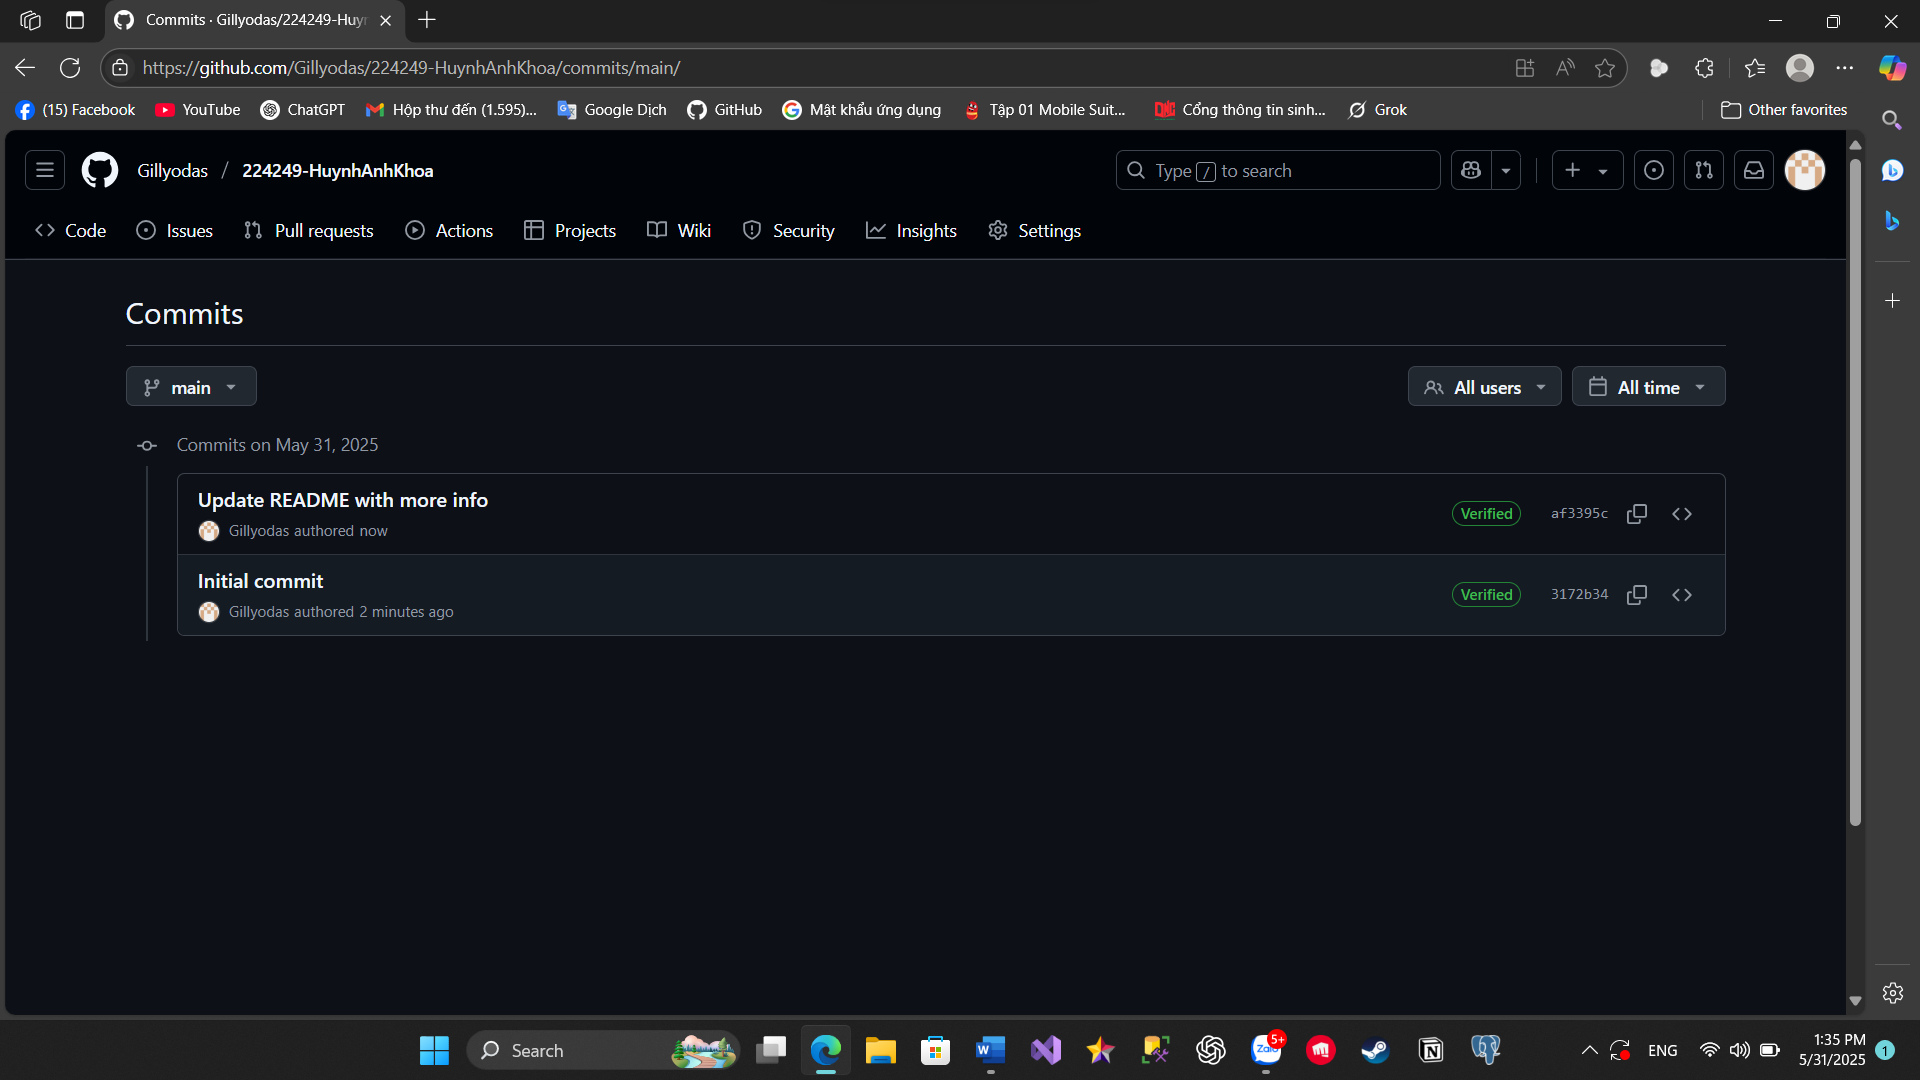 Commits · Gillyodas/224249-Huy
https://github.com/Gillyodas/224249-HuynhAnhKhoa/commits/main/
(15) Facebook
YouTube
ChatGPT
Hộp thư đến (1.595)...
Google Dịch
GitHub
Mật khẩu ứng dụng
Tập 01 Mobile Suit...
Cổng thông tin sinh...
Grok
Other favorites
Gillyodas / 224249-HuynhAnhKhoa
Type / to search
Code
Issues
Pull requests
Actions
Projects
Wiki
Security
Insights
Settings
Commits
main
All users
All time
Commits on May 31, 2025
Update README with more info
Gillyodas authored now
Verified
af3395c
Initial commit
Gillyodas authored 2 minutes ago
Verified
3172b34
Search
Zalo
5+
ENG
1:35 PM
5/31/2025
1